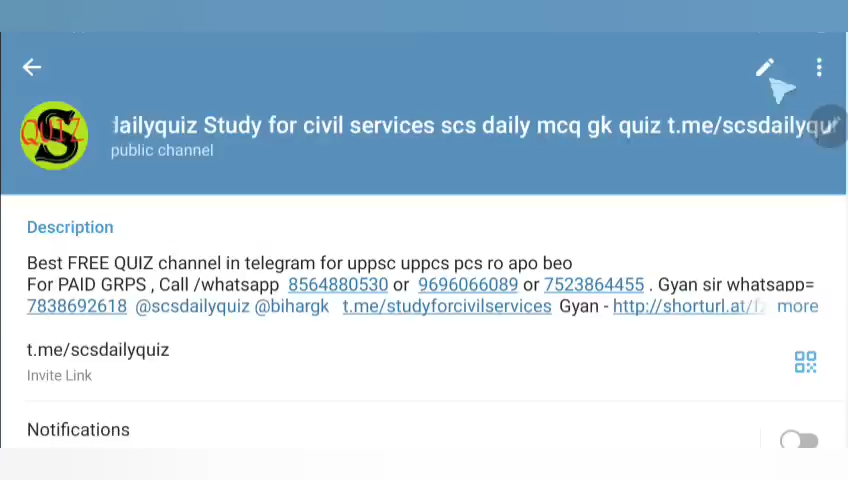 QUIZ S
dailyquiz Study for civil services scs daily mcq gk quiz t.me/scsdailyqui
public channel
Description
Best FREE QUIZ channel in telegram for uppsc uppcs pcs ro apo beo
For PAID GRPS , Call /whatsapp 8564880530 or 9696066089 or 7523864455 . Gyan sir whatsapp=
7838692618 @scsdailyquiz @bihargk t.me/studyforcivilservices Gyan - http://shorturl.at/ more
t.me/scsdailyquiz
Invite Link
Notifications